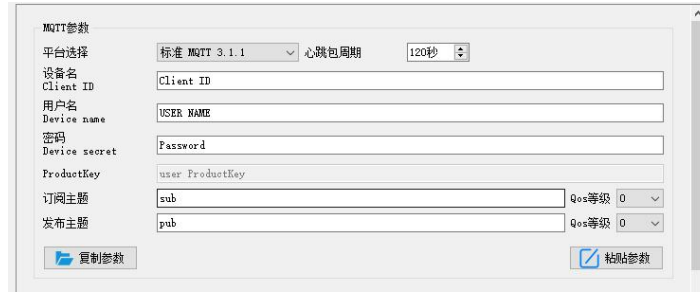 MQTT参数
平台选择 标准 MQTT 3.1.1 心跳包周期 120秒
设备名
Client ID Client ID
用户名
Device name USER NAME
密码
Device secret Password
ProductKey user ProductKey
订阅主题 sub Qos等级 0
发布主题 pub Qos等级 0
复制参数 粘贴参数